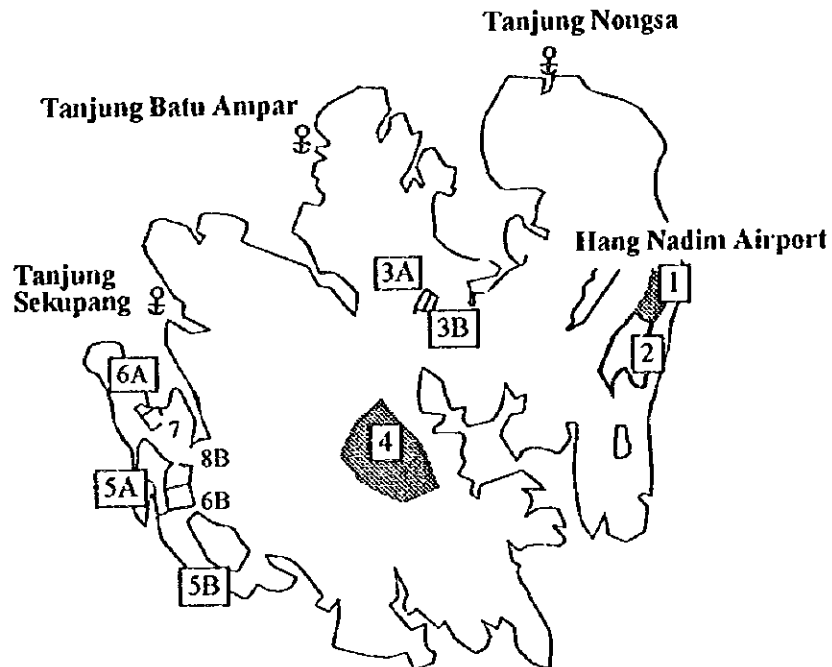 Tanjung Nongsa
Tanjung Batu Ampar
Hang Nadim Airport
Tanjung
Sekupang
3A
1
3B
2
6A
7
4
8B
5A
6B
5B